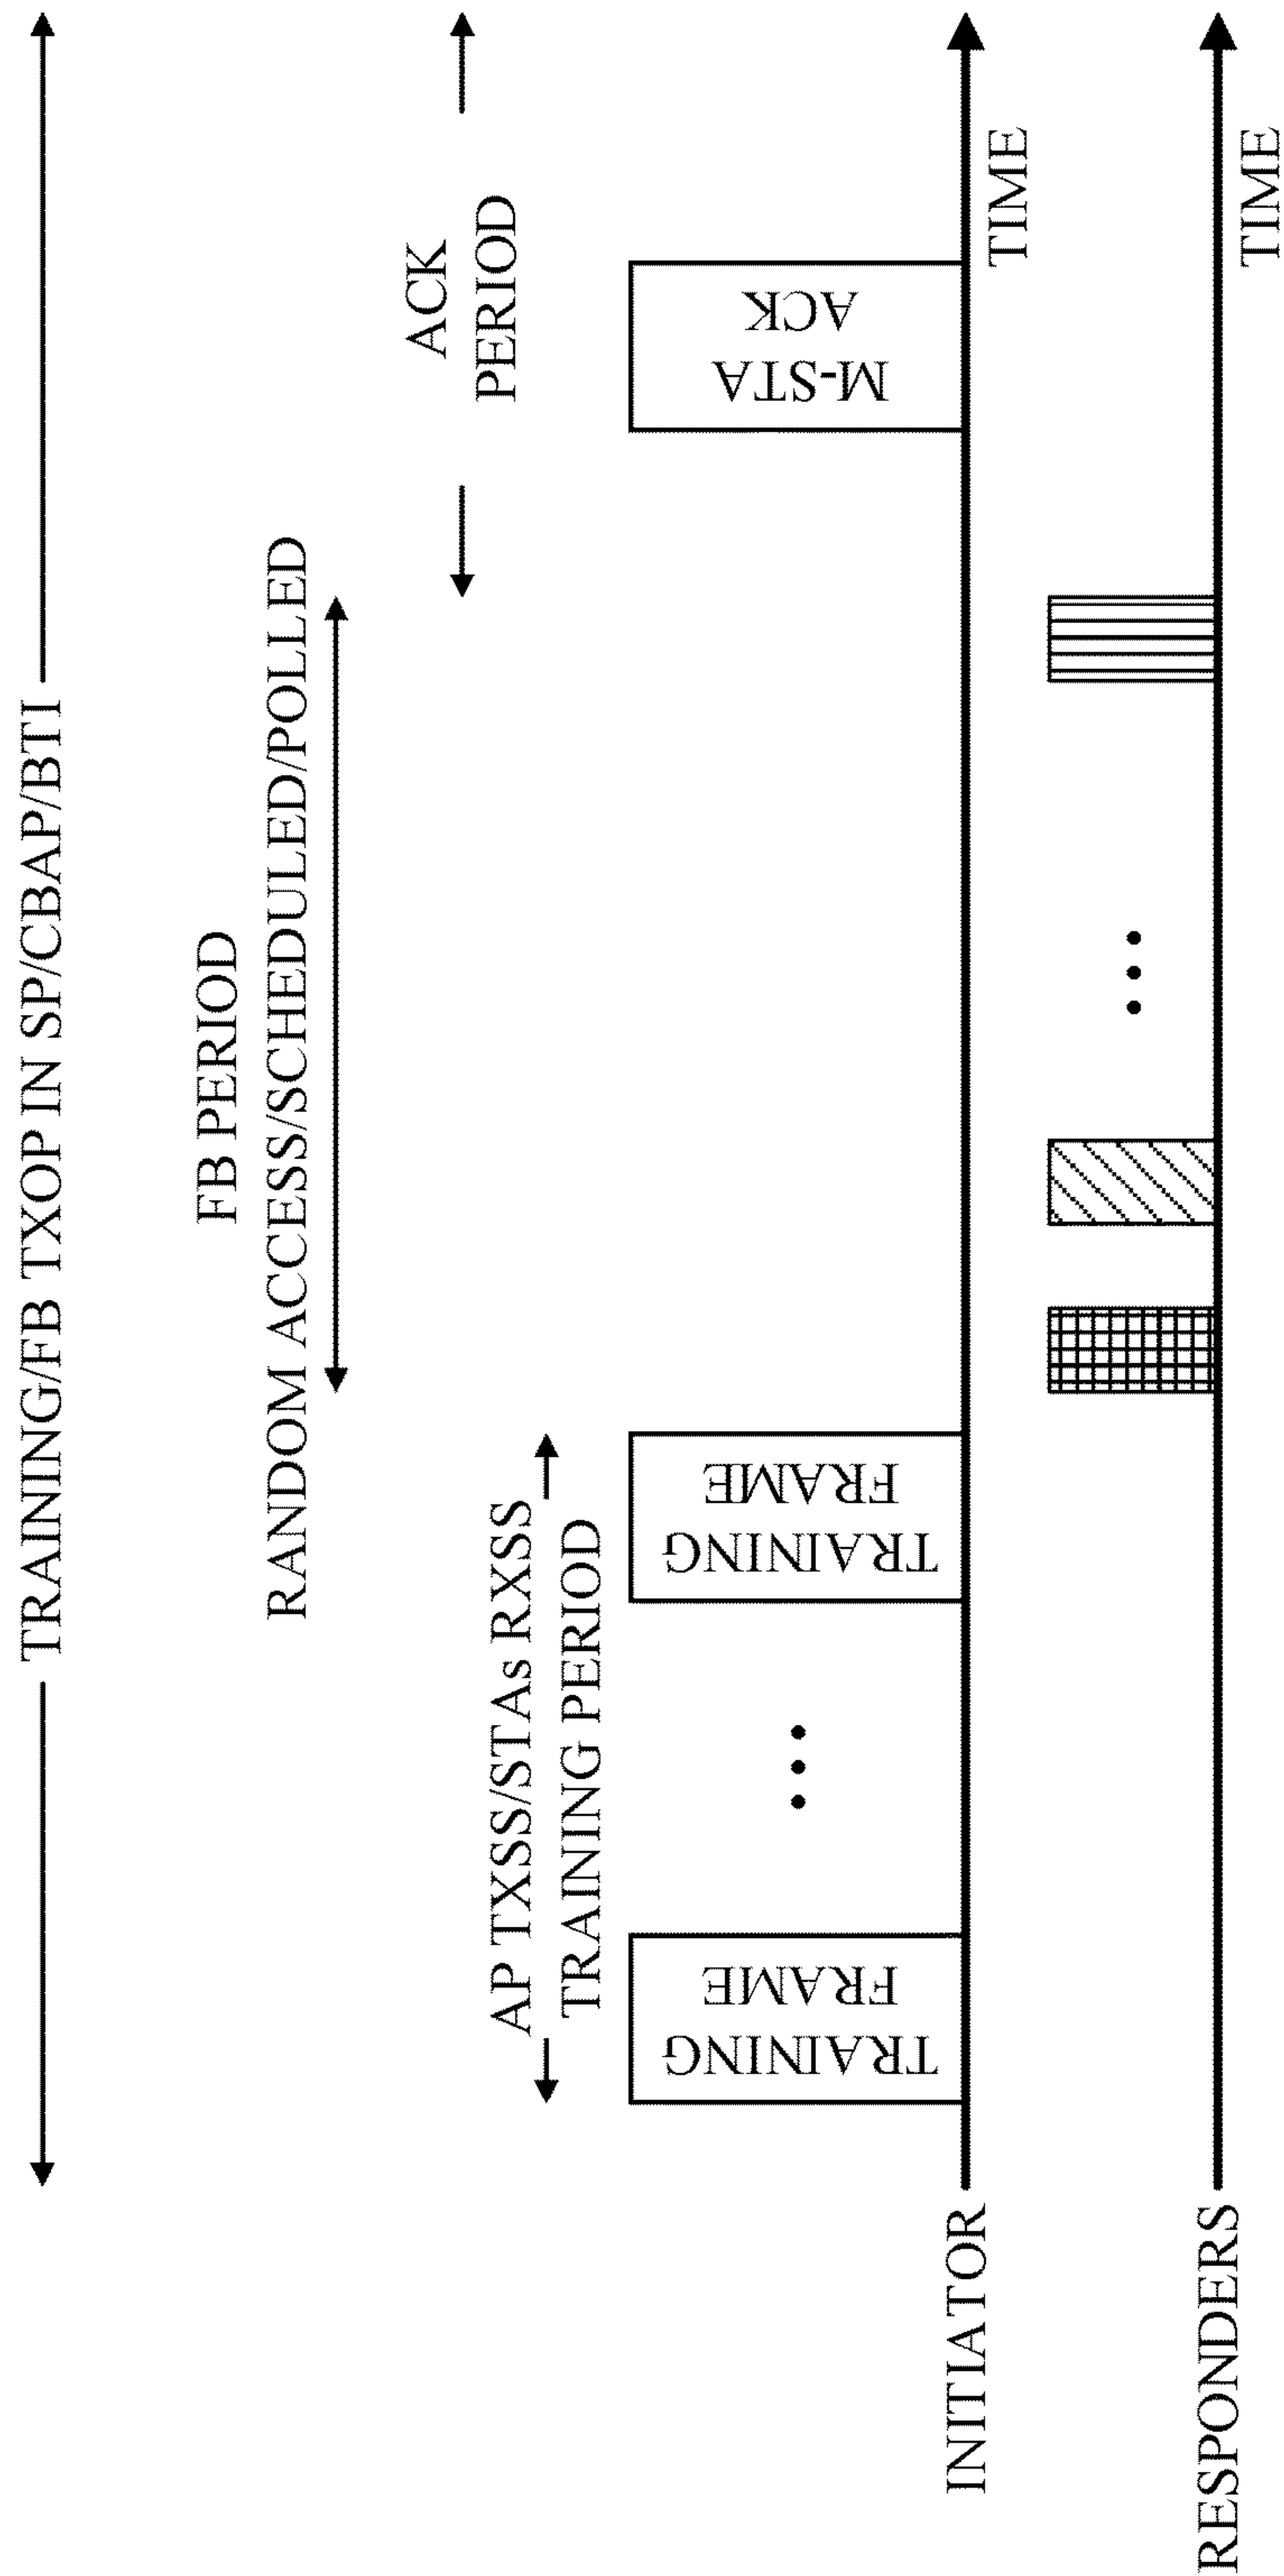 TRAINING/FB TXOP IN SP/CBAP/BTI
FB PERIOD
RANDOM ACCESS/SCHEDULED/POLLED
ACK
PERIOD
AP TXSS/STAs RXSS
TRAINING PERIOD
TRAINING
FRAME
...
TRAINING
FRAME
M-STA
ACK
INITIATOR
TIME
...
RESPONDERS
TIME